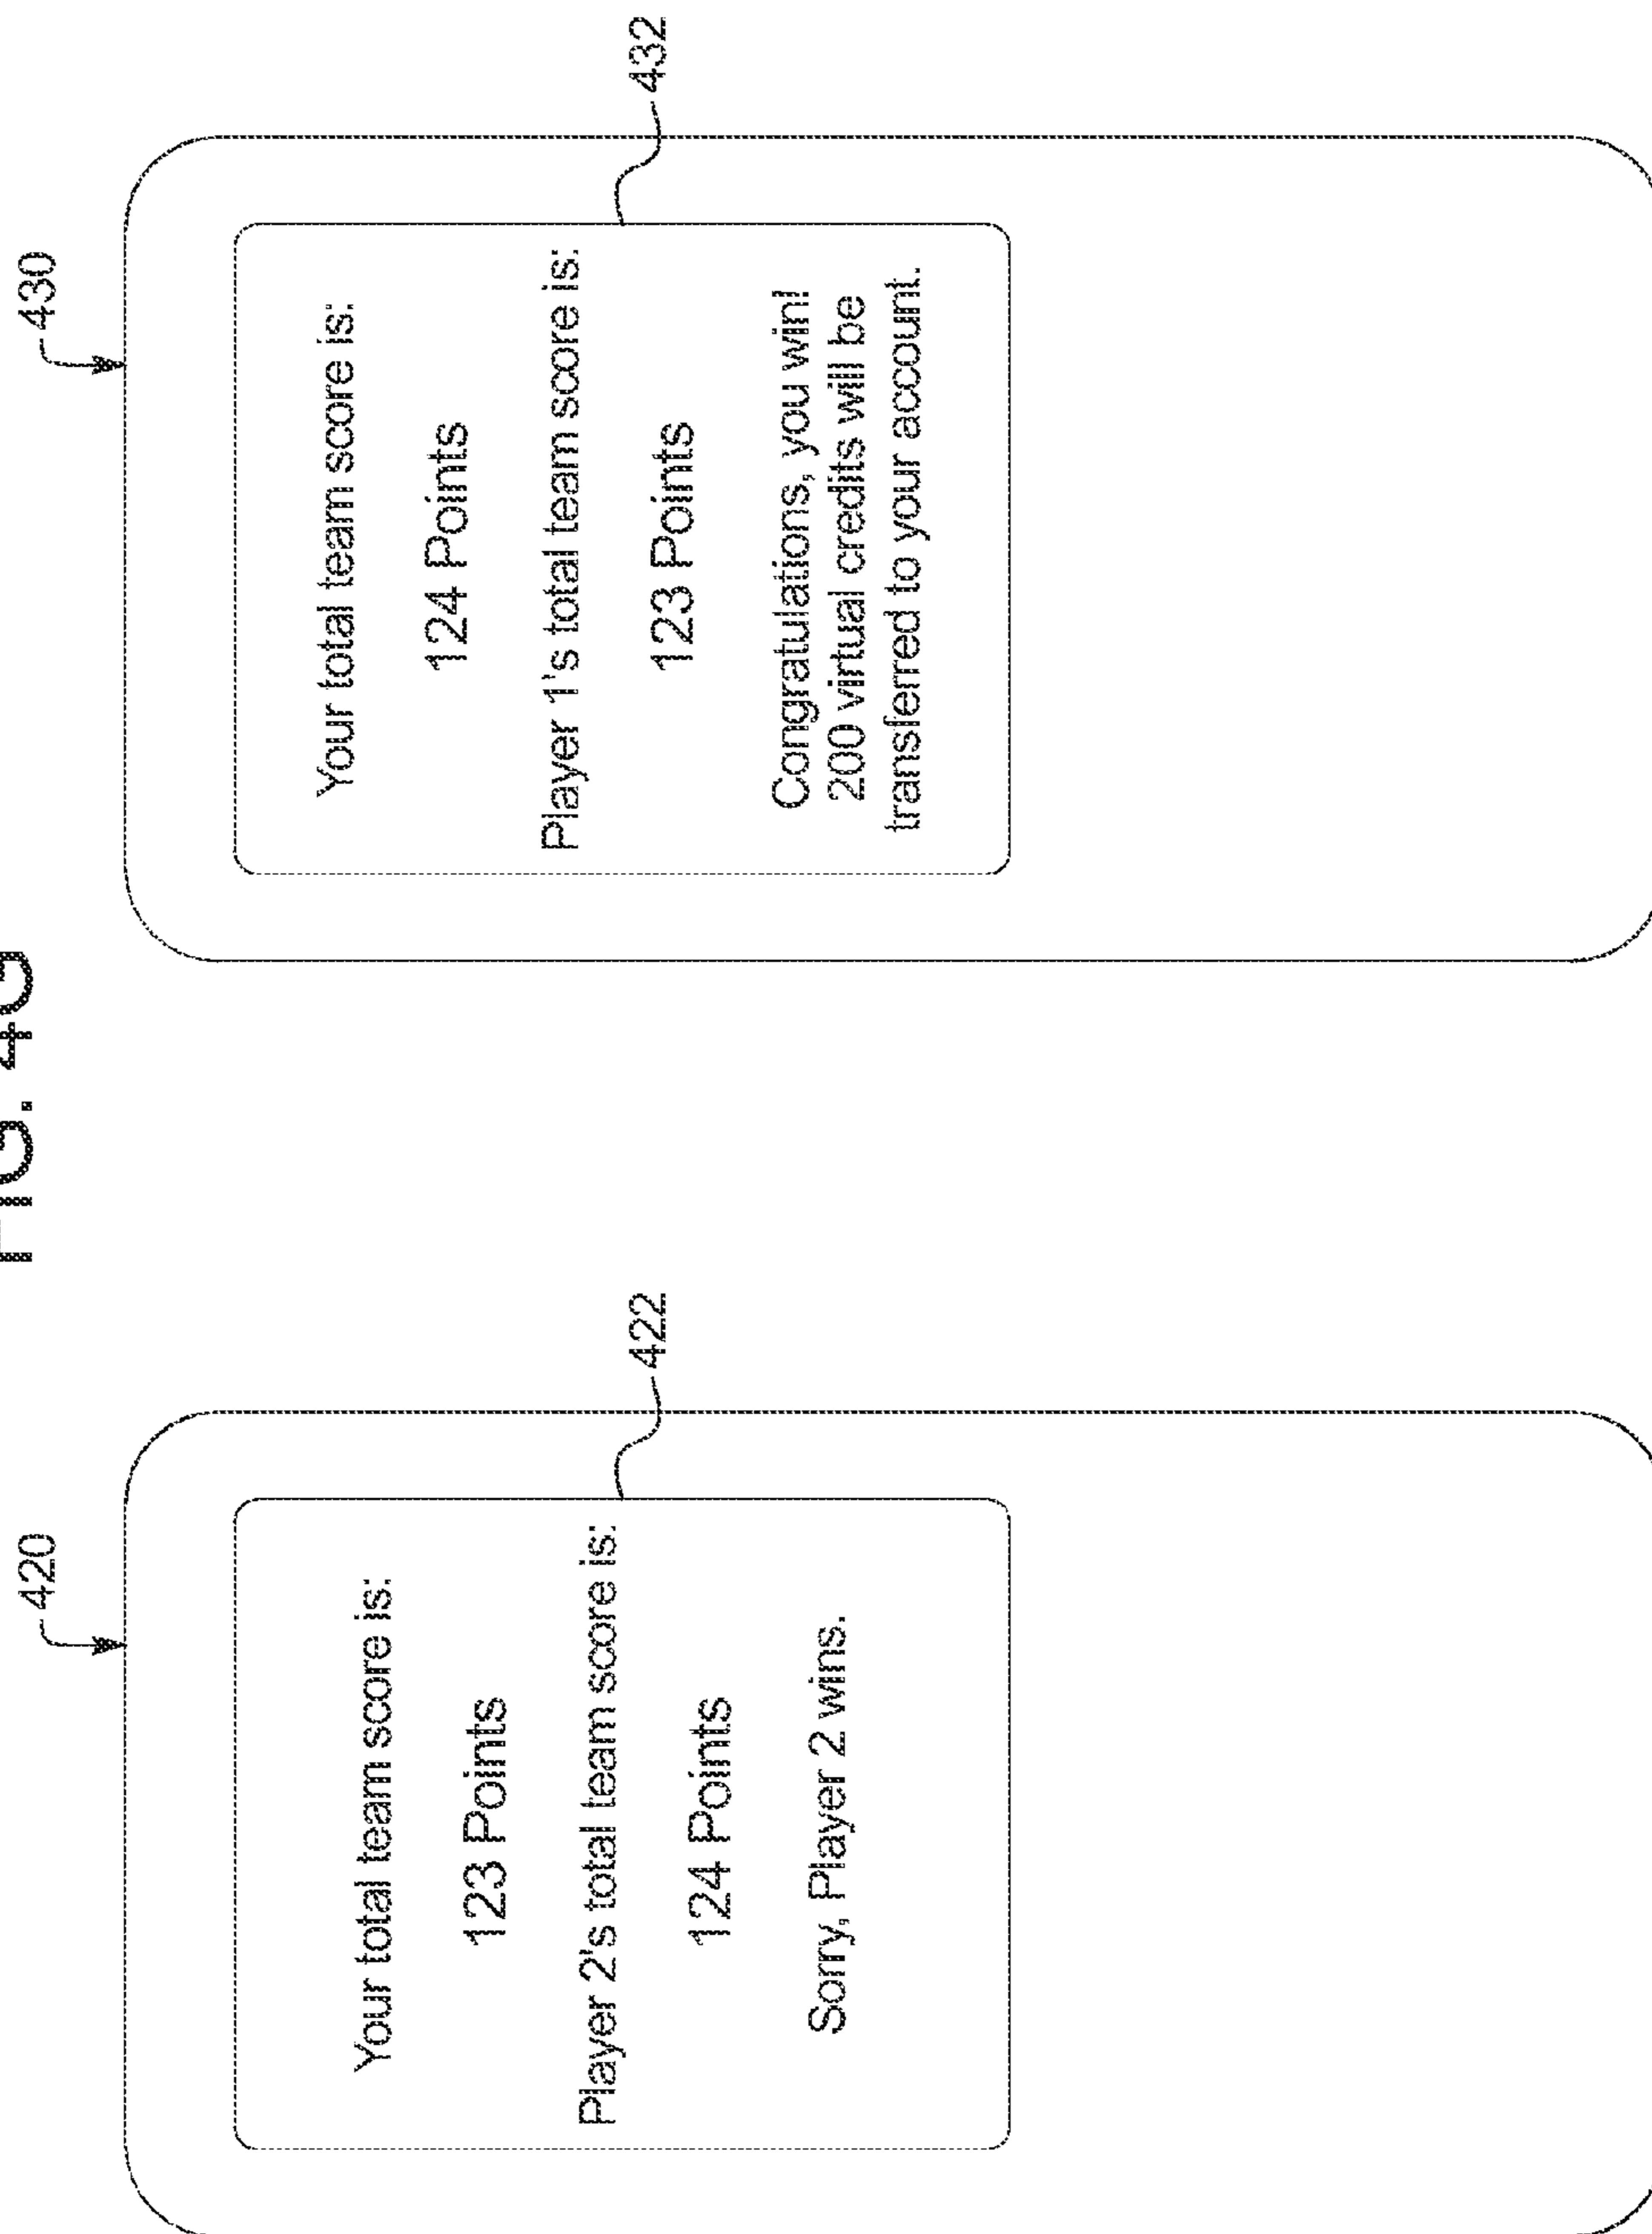 FIG. 4G
420
422
Your total team score is:
123 Points
Player 2's total team score is:
124 Points
Sorry, Player 2 wins.
430
432
Your total team score is:
124 Points
Player 1's total team score is:
123 Points
Congratulations, you win!
200 virtual credits will be
transferred to your account.